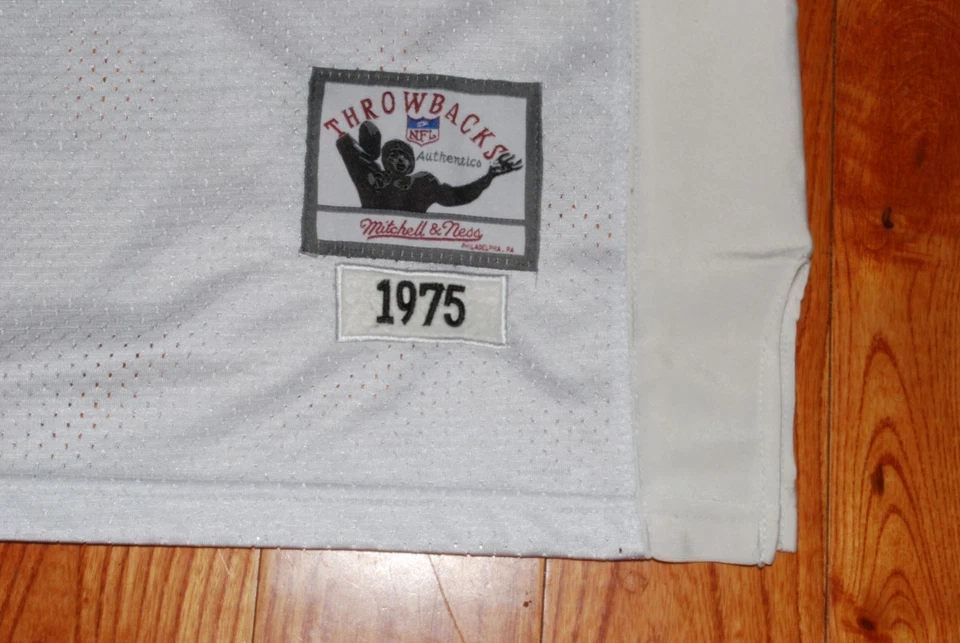 THROWBACKS
NFL
Authentics
Mitchell & Ness
PHILADELPHIA, PA
1975